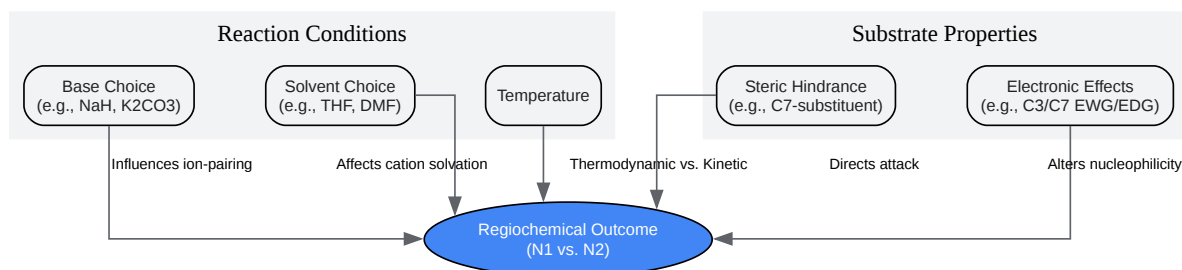 Reaction Conditions
Substrate Properties
Base Choice
(e.g., NaH, K2CO3)
Solvent Choice
(e.g., THF, DMF)
Temperature
Steric Hindrance
(e.g., C7-substituent)
Electronic Effects
(e.g., C3/C7 EWG/EDG)
Influences ion-pairing
Affects cation solvation
Thermodynamic vs. Kinetic
Directs attack
Alters nucleophilicity
Regiochemical Outcome
(N1 vs. N2)